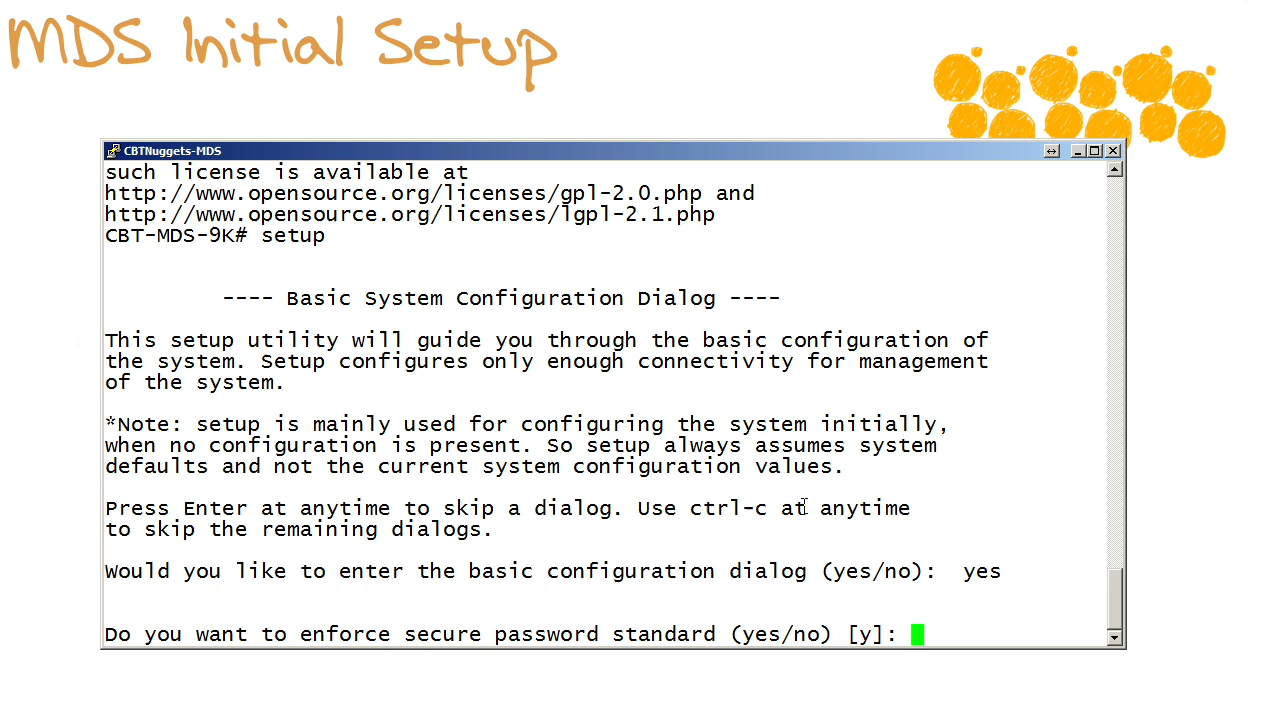 MDS Initial Setup
CBTNuggets-MDS
such license is available at
http://www.opensource.org/licenses/gpl-2.0.php and
http://www.opensource.org/licenses/lgpl-2.1.php
CBT-MDS-9K# setup
---- Basic System Configuration Dialog ----
This setup utility will guide you through the basic configuration of
the system. Setup configures only enough connectivity for management
of the system.
*Note: setup is mainly used for configuring the system initially,
when no configuration is present. So setup always assumes system
defaults and not the current system configuration values.
Press Enter at anytime to skip a dialog. Use ctrl-c at anytime
to skip the remaining dialogs.
Would you like to enter the basic configuration dialog (yes/no):  yes
Do you want to enforce secure password standard (yes/no) [y]: